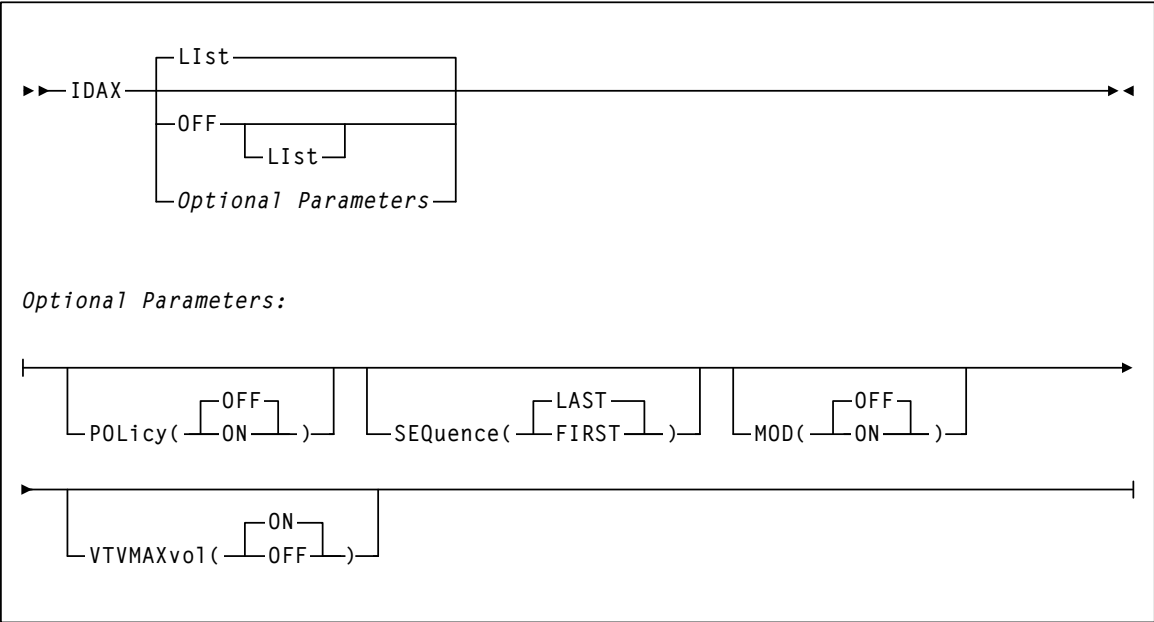 LIst
IDAX
OFF
LIst
Optional Parameters
Optional Parameters:
OFF LAST OFF
POLicy( ON ) SEQuence( FIRST ) MOD( ON )
ON
VTVMAXvol( OFF )